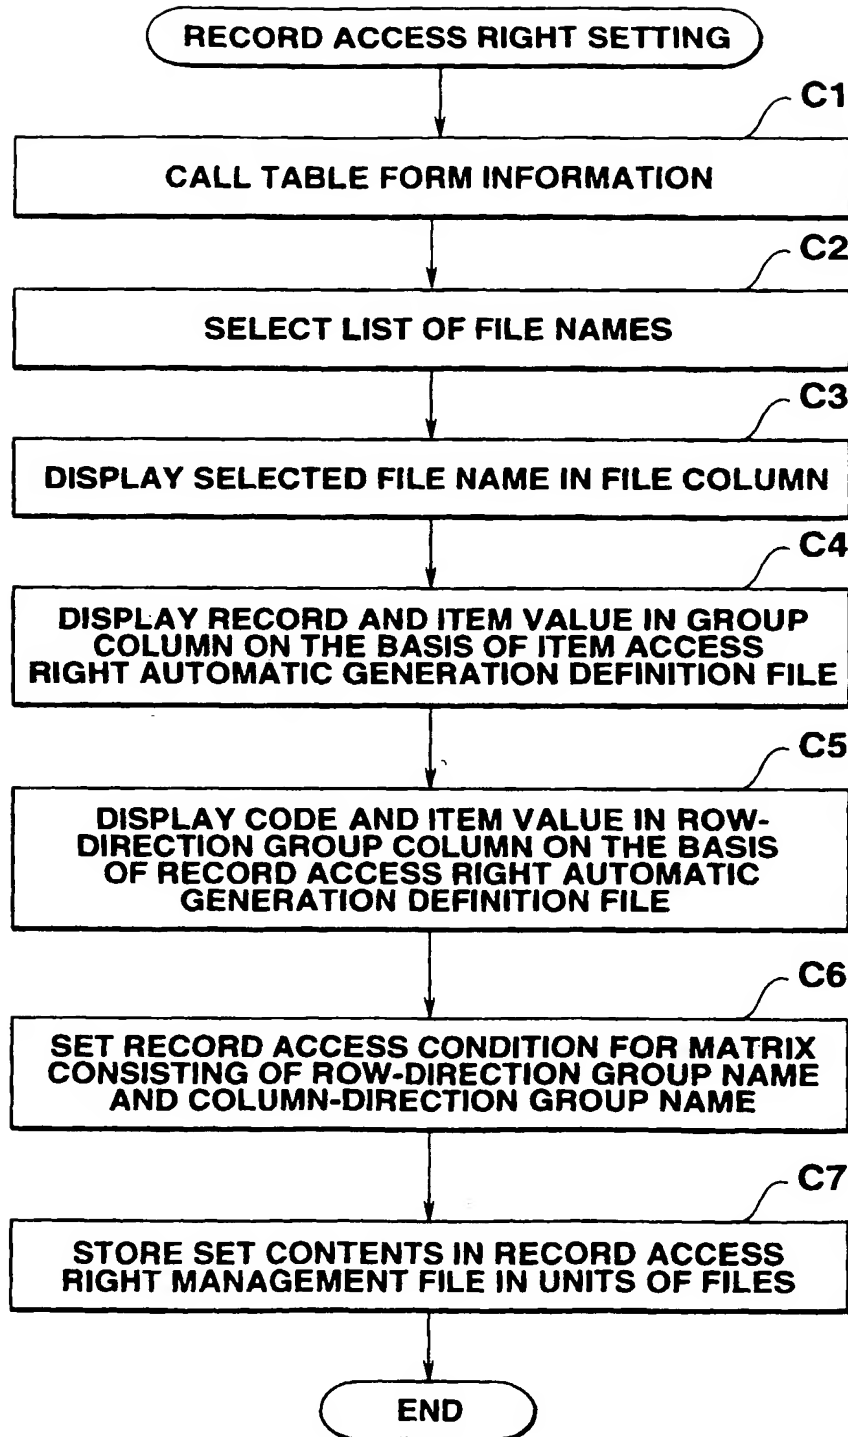 RECORD ACCESS RIGHT SETTING
C1
CALL TABLE FORM INFORMATION
C2
SELECT LIST OF FILE NAMES
C3
DISPLAY SELECTED FILE NAME IN FILE COLUMN
C4
DISPLAY RECORD AND ITEM VALUE IN GROUP
COLUMN ON THE BASIS OF ITEM ACCESS
RIGHT AUTOMATIC GENERATION DEFINITION FILE
C5
DISPLAY CODE AND ITEM VALUE IN ROW-
DIRECTION GROUP COLUMN ON THE BASIS
OF RECORD ACCESS RIGHT AUTOMATIC
GENERATION DEFINITION FILE
C6
SET RECORD ACCESS CONDITION FOR MATRIX
CONSISTING OF ROW-DIRECTION GROUP NAME
AND COLUMN-DIRECTION GROUP NAME
C7
STORE SET CONTENTS IN RECORD ACCESS
RIGHT MANAGEMENT FILE IN UNITS OF FILES
END